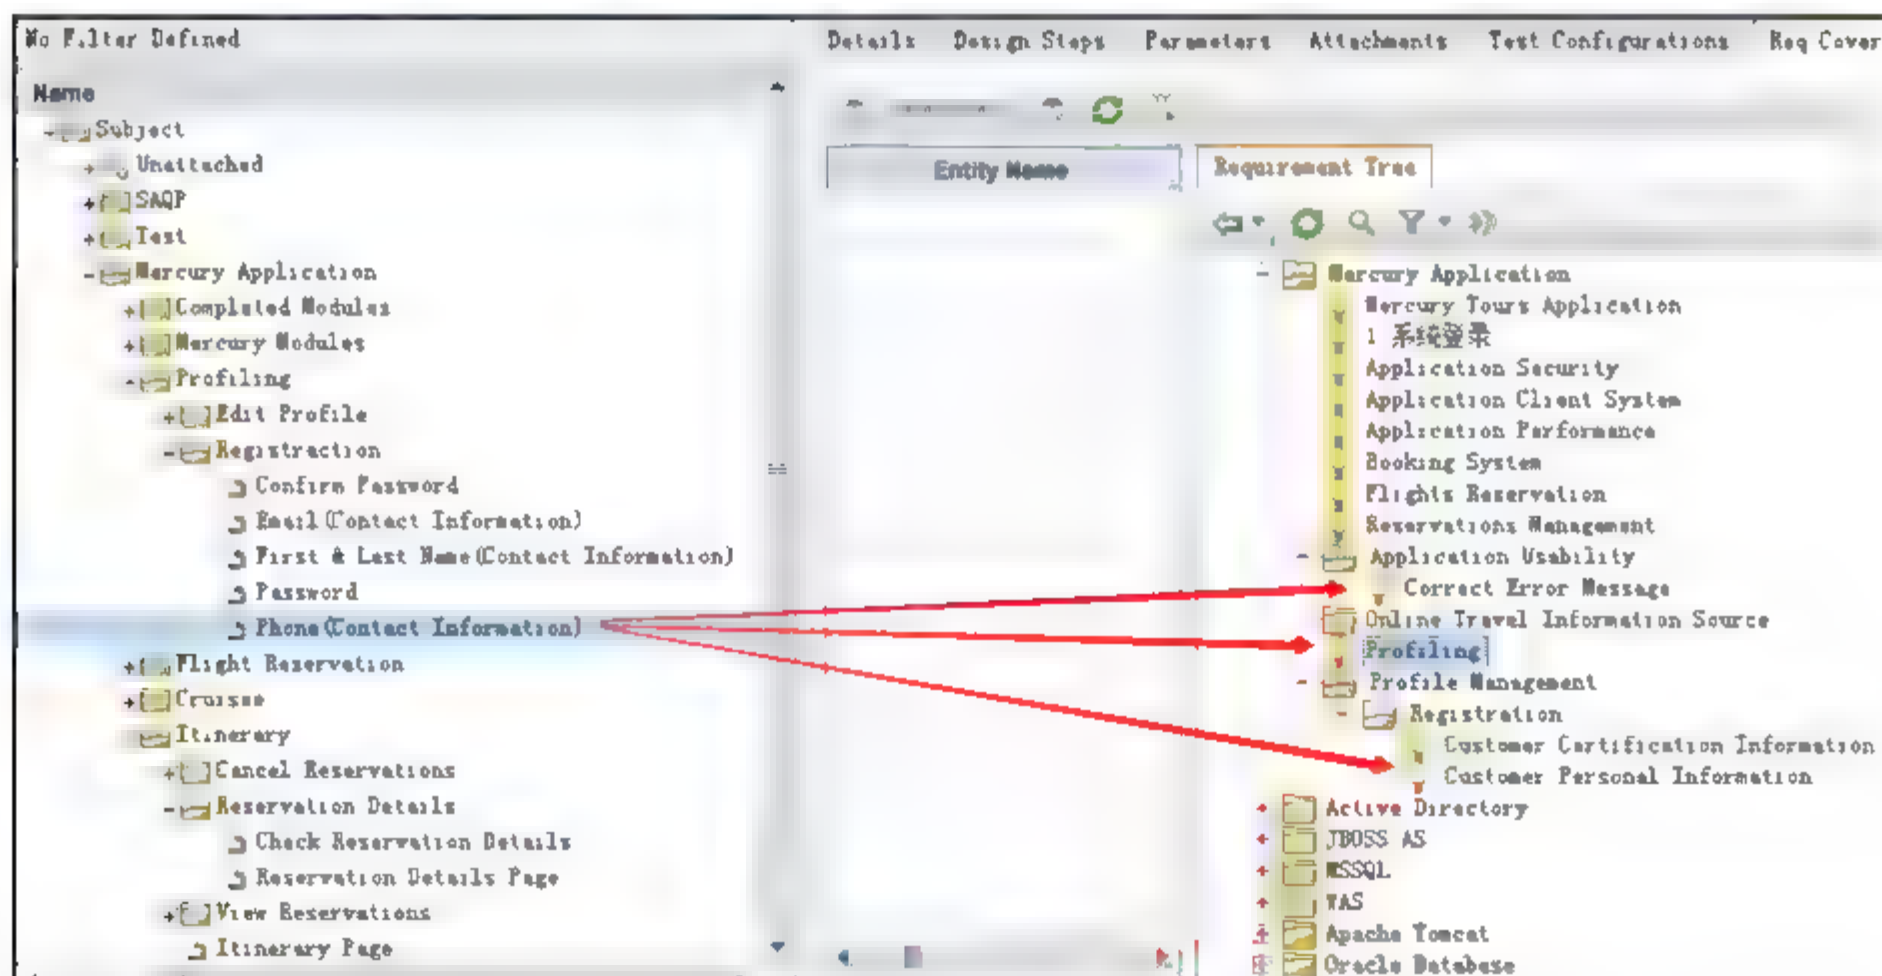 No Filter Defined
Name
Subject
Unattached
SAQP
Test
Mercury Application
Completed Modules
Mercury Modules
Profiling
Edit Profile
Registraction
Confirm Password
Email(Contact Information)
First & Last Name(Contact Information)
Password
Phone(Contact Information)
Flight Reservation
Cruises
Itinerary
Cancel Reservations
Reservation Details
Check Reservation Details
Reservation Details Page
View Reservations
Itinerary Page
Details Design Steps Parameters Attachments Test Configurations Req Cover
Entity Name
Requirement Tree
Mercury Application
Mercury Tours Application
1 系统登录
Application Security
Application Client System
Application Performance
Booking System
Flights Reservation
Reservations Management
Application Usability
Correct Error Message
Online Travel Information Source
Profiling
Profile Management
Registration
Customer Certification Information
Customer Personal Information
Active Directory
JBOSS AS
MSSQL
WAS
Apache Tomcat
Oracle Database